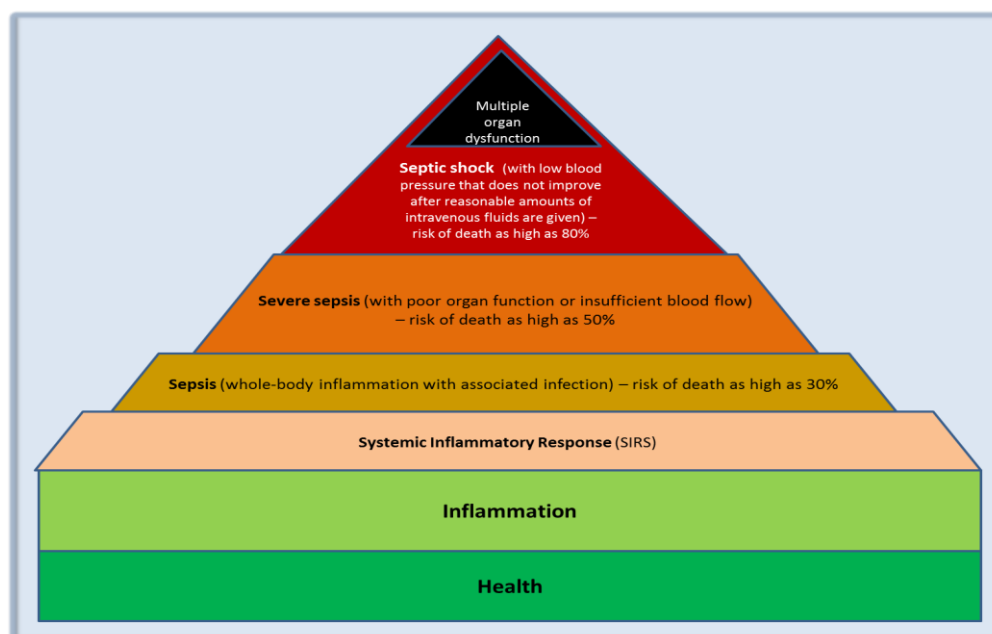 Multiple
organ
dysfunction
Septic shock (with low blood
pressure that does not improve
after reasonable amounts of
intravenous fluids are given) –
risk of death as high as 80%
Severe sepsis (with poor organ function or insufficient blood flow)
– risk of death as high as 50%
Sepsis (whole-body inflammation with associated infection) – risk of death as high as 30%
Systemic Inflammatory Response (SIRS)
Inflammation
Health